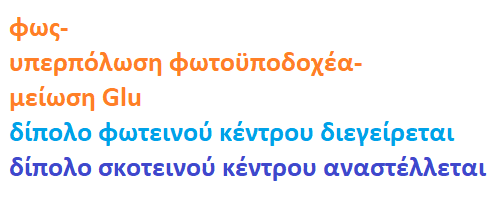 φως-
υπερπόλωση φωτοϋποδοχέα-
μείωση Glu
δίπολο φωτεινού κέντρου διεγείρεται
δίπολο σκοτεινού κέντρου αναστέλλεται